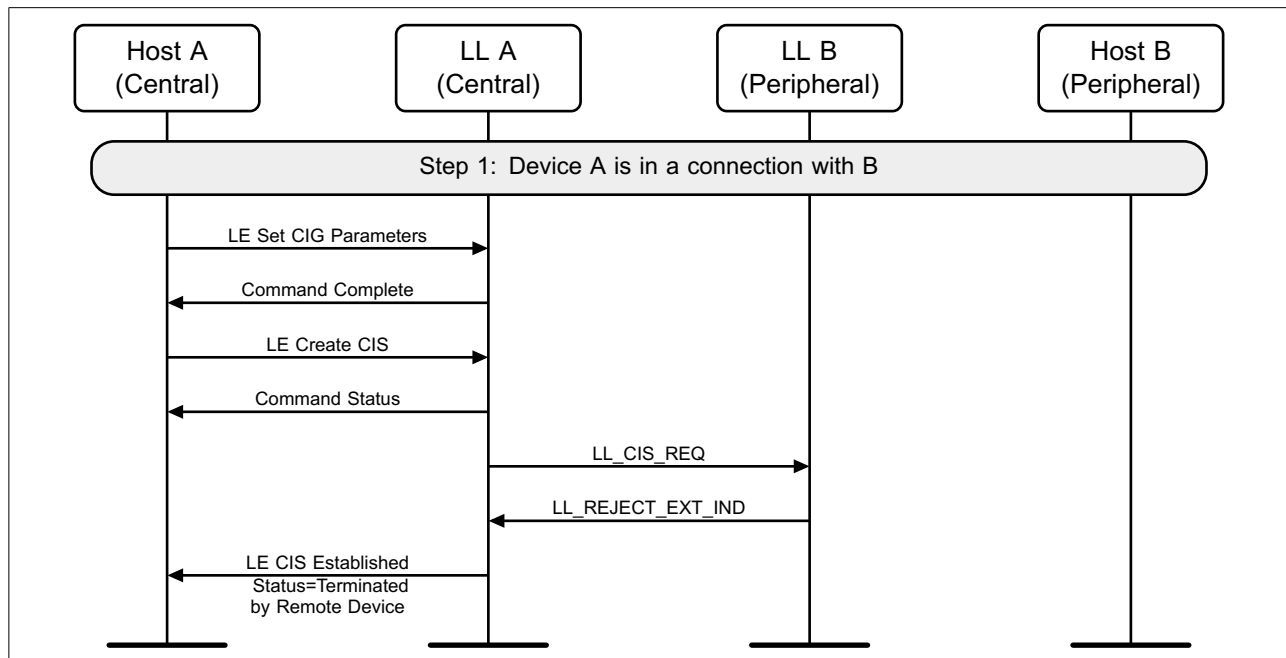 Host A
(Central)
LL A
(Central)
LL B
(Peripheral)
Host B
(Peripheral)
Step 1: Device A is in a connection with B
LE Set CIG Parameters
Command Complete
LE Create CIS
Command Status
LL_CIS_REQ
LL_REJECT_EXT_IND
LE CIS Established
Status=Terminated
by Remote Device